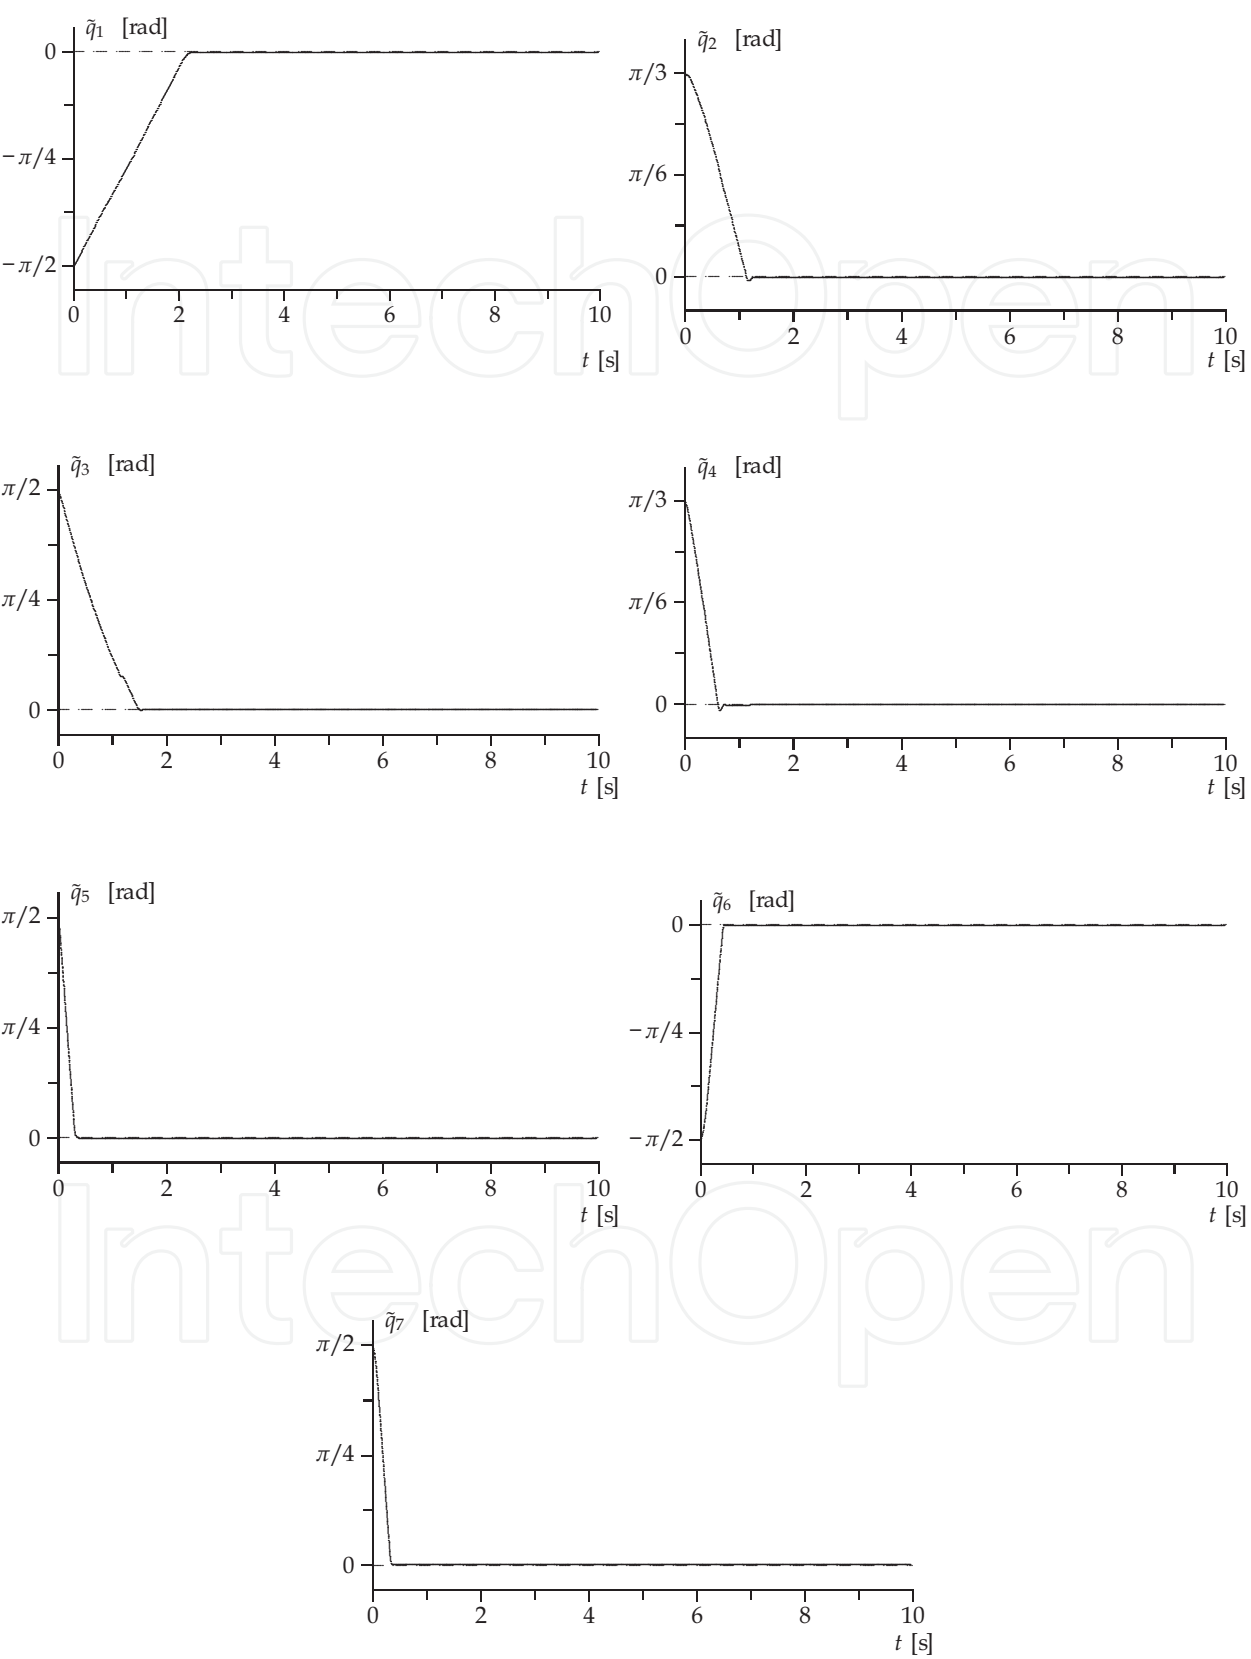 q̃1 [rad]
0
−π/4
−π/2
0 2 4 6 8 10
t [s]
q̃2 [rad]
π/3
π/6
0
0 2 4 6 8 10
t [s]
q̃3 [rad]
π/2
π/4
0
0 2 4 6 8 10
t [s]
q̃4 [rad]
π/3
π/6
0
0 2 4 6 8 10
t [s]
q̃5 [rad]
π/2
π/4
0
0 2 4 6 8 10
t [s]
q̃6 [rad]
0
−π/4
−π/2
0 2 4 6 8 10
t [s]
q̃7 [rad]
π/2
π/4
0
0 2 4 6 8 10
t [s]
IntechOpen
IntechOpen